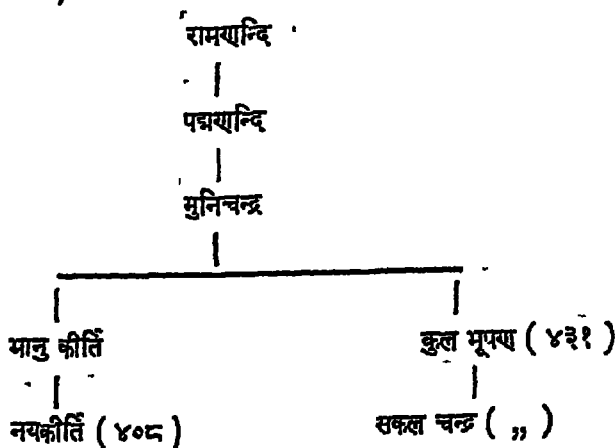 रामणन्दि
पद्मणन्दि
मुनिचन्द्र
भानु कीर्ति कुल भूषण ( ४३१ )
नयकीर्ति ( ४०८ ) सकल चन्द्र ( ,, )